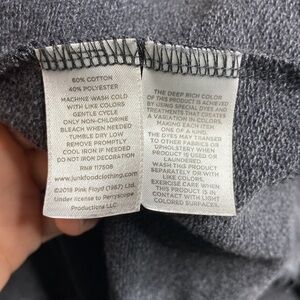 60% COTTON
40% POLYESTER
MACHINE WASH COLD
WITH LIKE COLORS
GENTLE CYCLE
ONLY NON-CHLORINE
BLEACH WHEN NEEDED
TUMBLE DRY LOW
REMOVE PROMPTLY
COOL IRON IF NEEDED
DO NOT IRON DECORATION
RN# 117508
www.junkfoodclothing.com
©2018 Pink Floyd (1987) Ltd.
Under license to Perryscope
Productions LLC
THE DEEP RICH COLOR
OF THIS PRODUCT IS ACHIEVED
BY USING SPECIAL DYES AND
TREATMENTS THAT CREATES
A VARIATION IN COLORS
MAKING EACH ITEM
ONE OF A KIND.
THE DYES MAY TRANSFER
TO OTHER FABRICS OR
UPHOLSTERY WHEN
PRODUCT IS USED OR
LAUNDERED.
WASH THE PRODUCT
SEPARATELY OR WITH
LIKE COLORS.
EXERCISE CARE WHEN
THIS PRODUCT CAN COME
IN CONTACT WITH LIGHT
COLORED SURFACES.